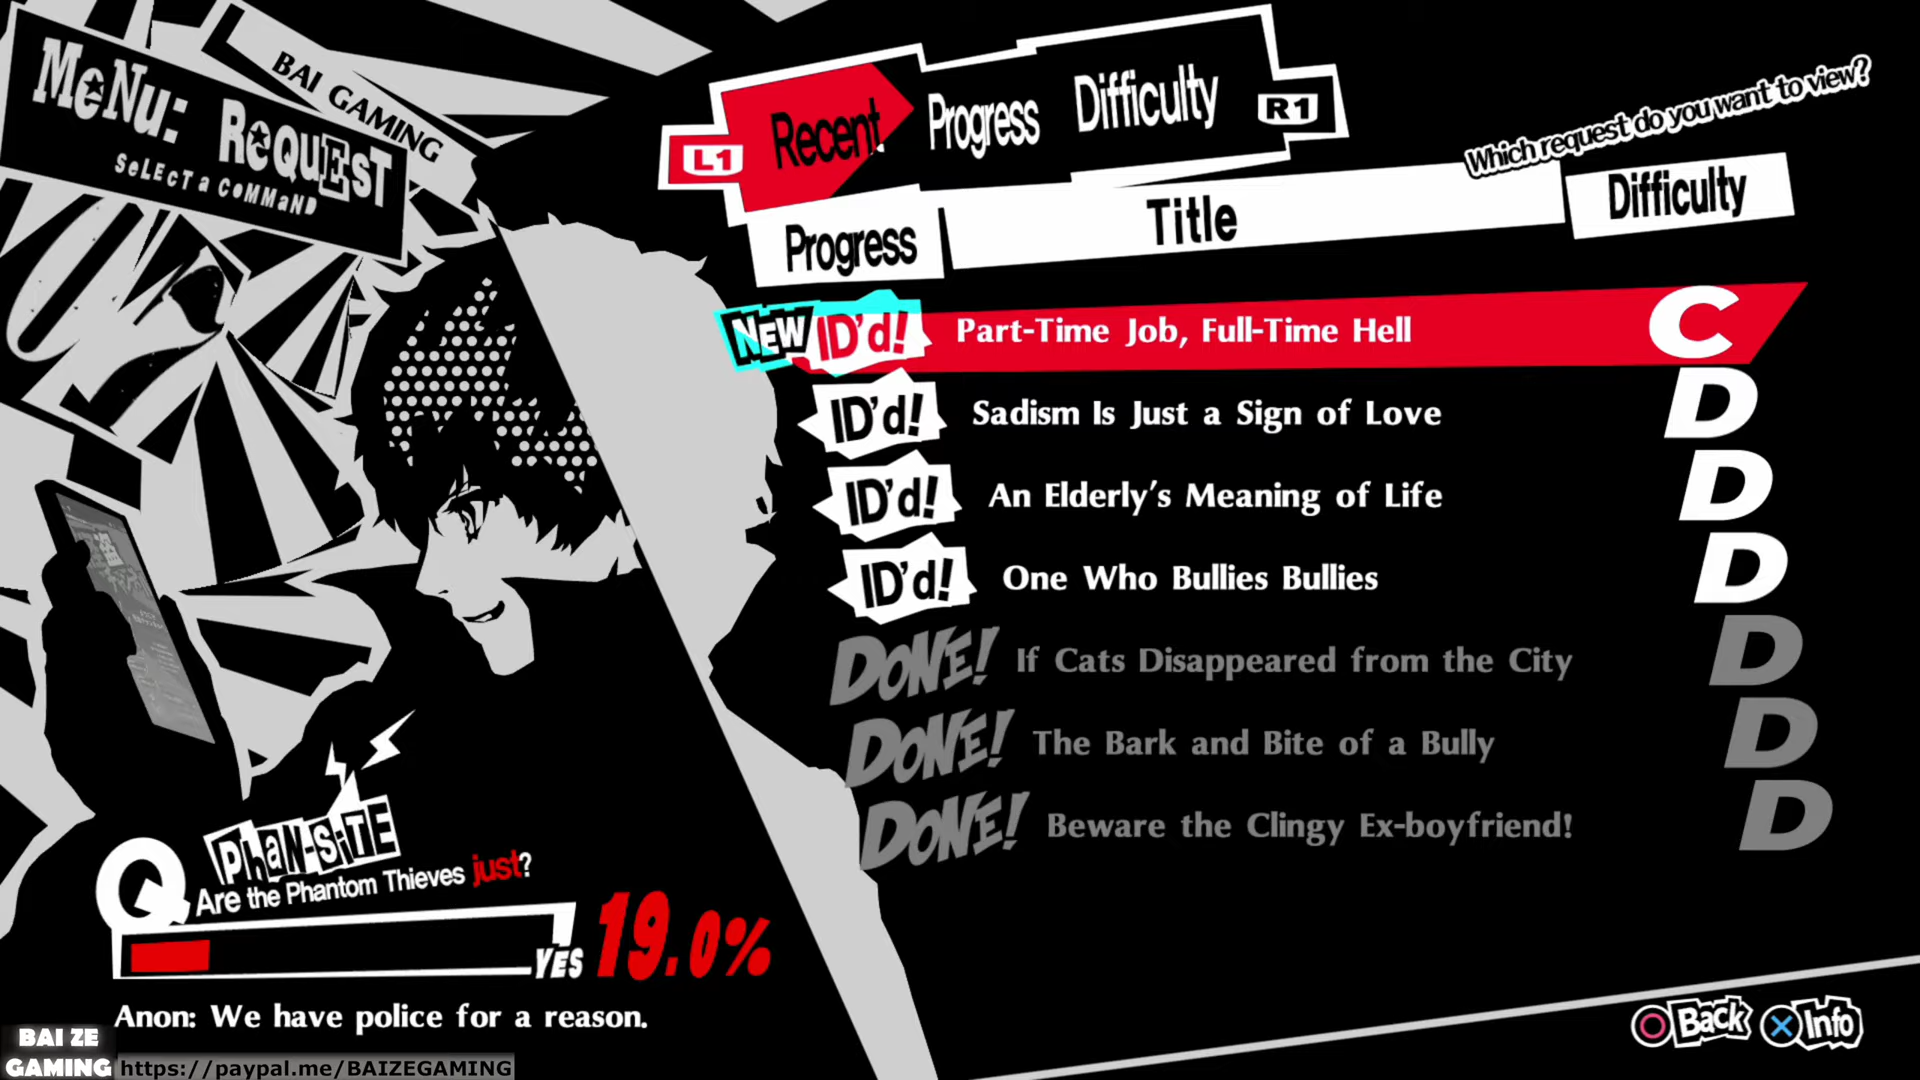 MeNu: ReQuEsT
SeLEcT a CoMMaND
BAI GAMING
L1 Recent Progress Difficulty R1
Which request do you want to view?
Progress Title Difficulty
NEW ID'd! Part-Time Job, Full-Time Hell C
ID'd! Sadism Is Just a Sign of Love D
ID'd! An Elderly's Meaning of Life D
ID'd! One Who Bullies Bullies D
DONE! If Cats Disappeared from the City D
DONE! The Bark and Bite of a Bully D
DONE! Beware the Clingy Ex-boyfriend! D
PhaN-SiTE
Q Are the Phantom Thieves just?
YES 19.0%
Anon: We have police for a reason.
Back Info
BAI ZE
GAMING https://paypal.me/BAIZEGAMING